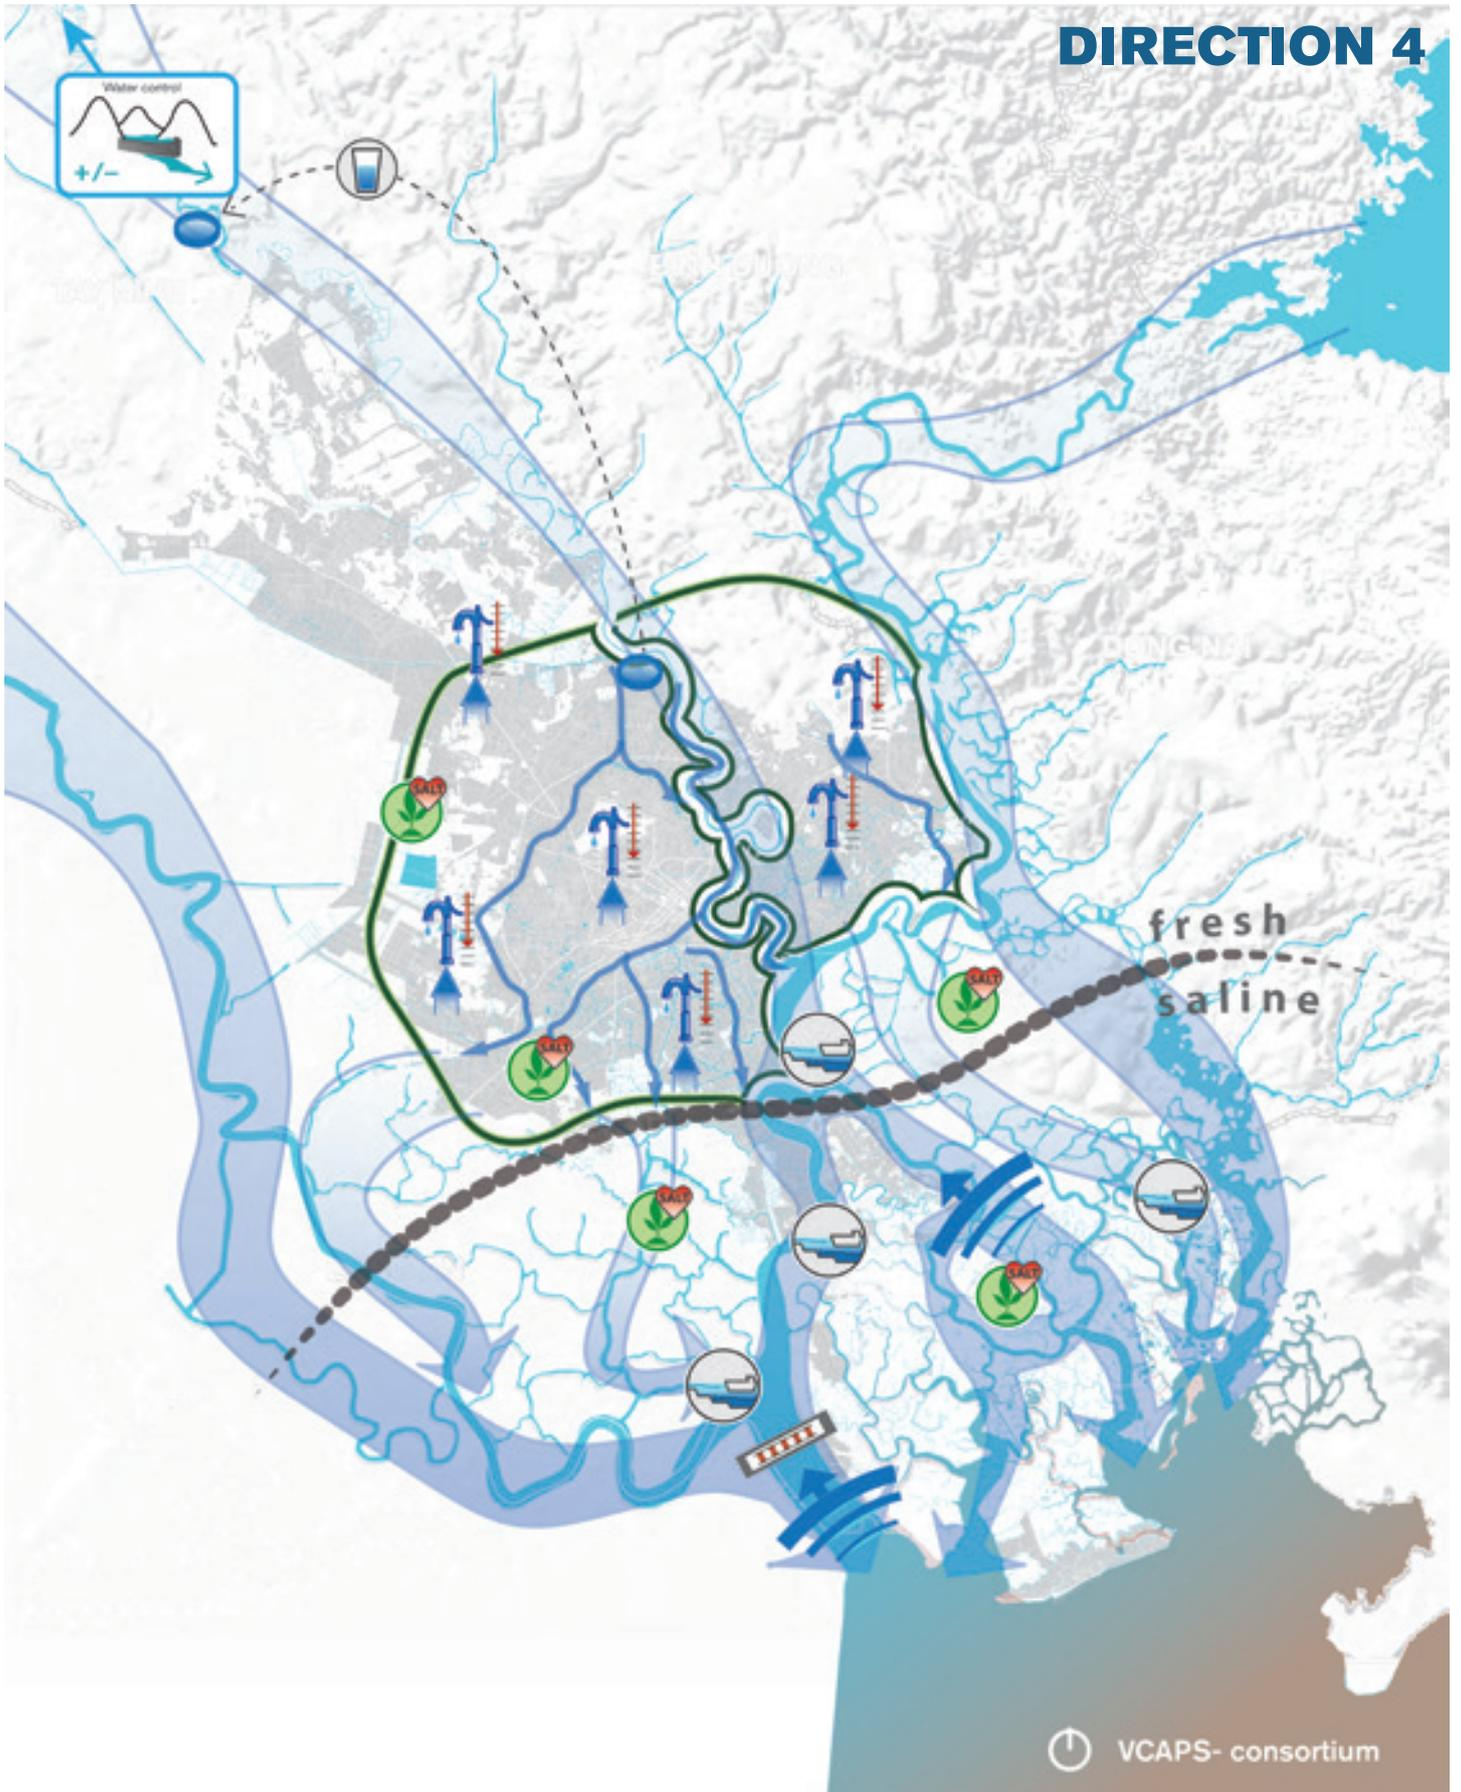 DIRECTION 4
Water control
+/−
SALT
fresh
SALT
saline
SALT
SALT
SALT
VCAPS- consortium